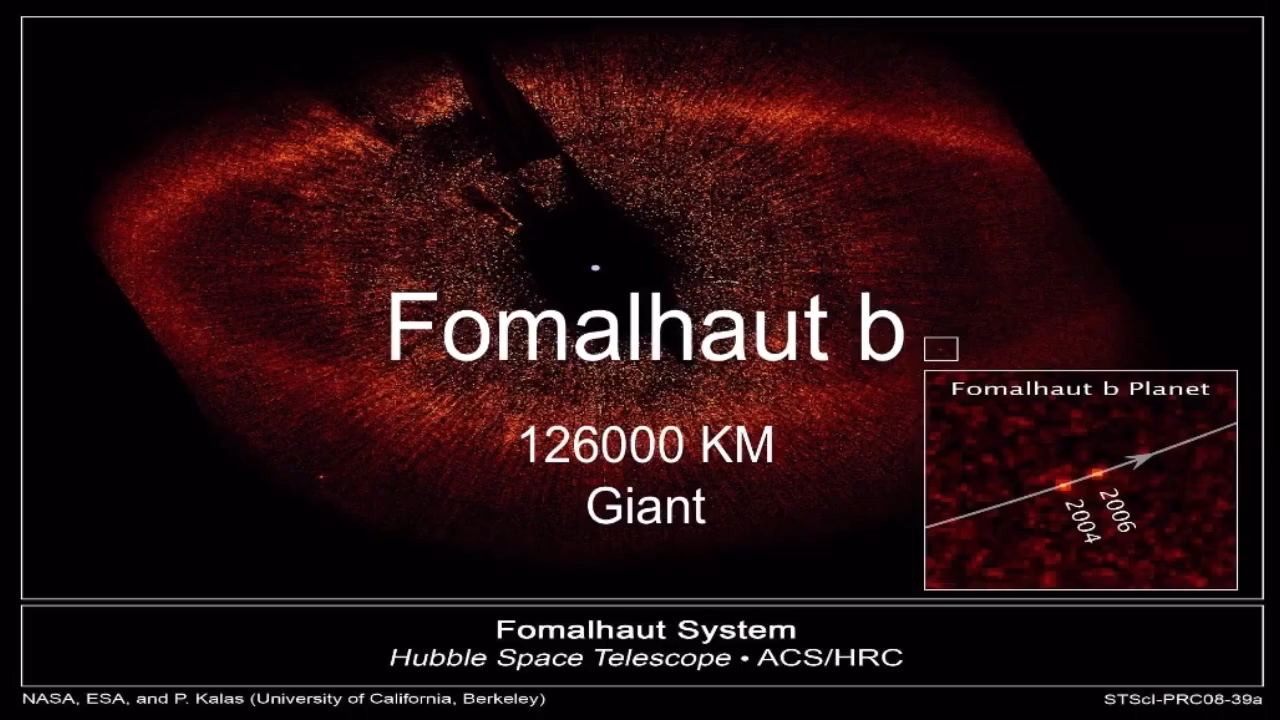 Fomalhaut b
126000 KM
Giant
Fomalhaut b Planet
2006
2004
Fomalhaut System
Hubble Space Telescope • ACS/HRC
NASA, ESA, and P. Kalas (University of California, Berkeley)
STScI-PRC08-39a